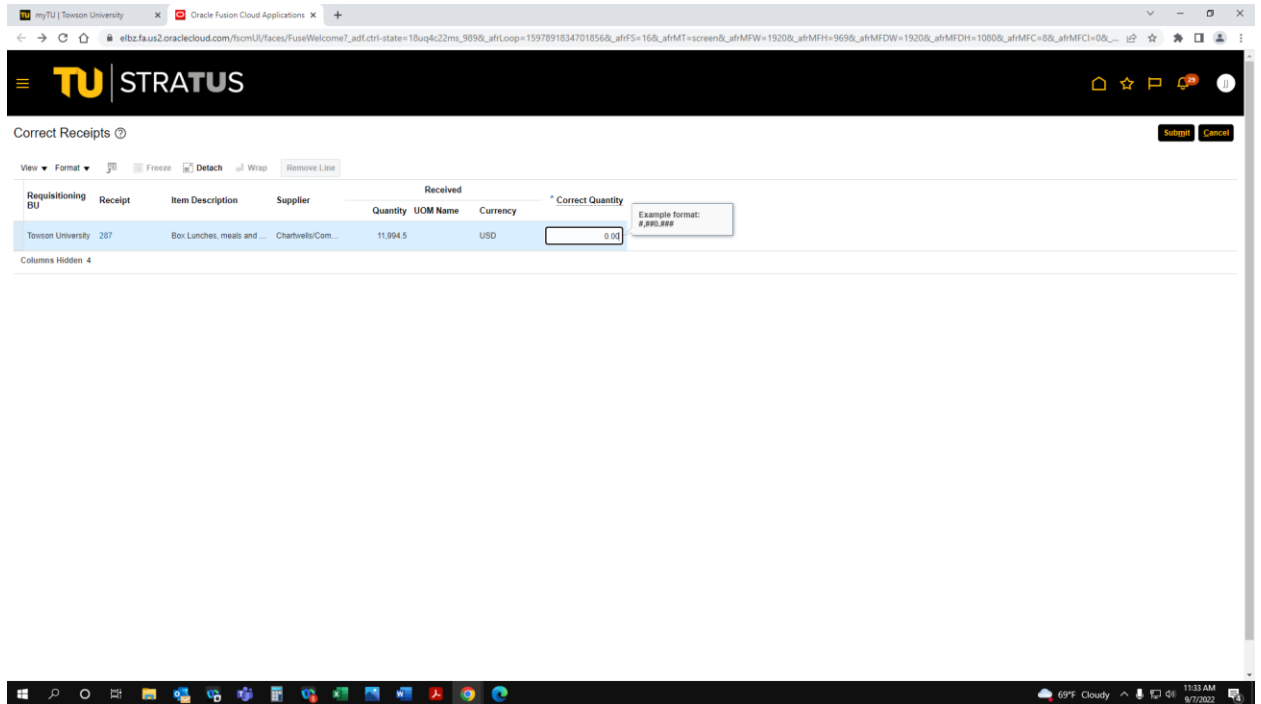 myTU | Towson University
Oracle Fusion Cloud Applications
elbz.fa.us2.oraclecloud.com/fscmUI/faces/FuseWelcome?_adf.ctrl-state=18uq4c22ms_989&_afrLoop=15978918347018568&_afrFS=16&_afrMT=screen&_afrMFW=1920&_afrMFH=969&_afrMFDW=1920&_afrMFDH=1080&_afrMFC=8&_afrMFCI=0&_...
TU STRATUS
29
JJ
Correct Receipts
Submit Cancel
View Format Freeze Detach Wrap Remove Line
Received
Requisitioning BU Receipt Item Description Supplier Quantity UOM Name Currency * Correct Quantity
Example format:
#,##0.###
Towson University 287 Box Lunches, meals and ... Chartwells/Com... 11,994.5 USD 0.00
Columns Hidden 4
69°F Cloudy
11:33 AM
9/7/2022